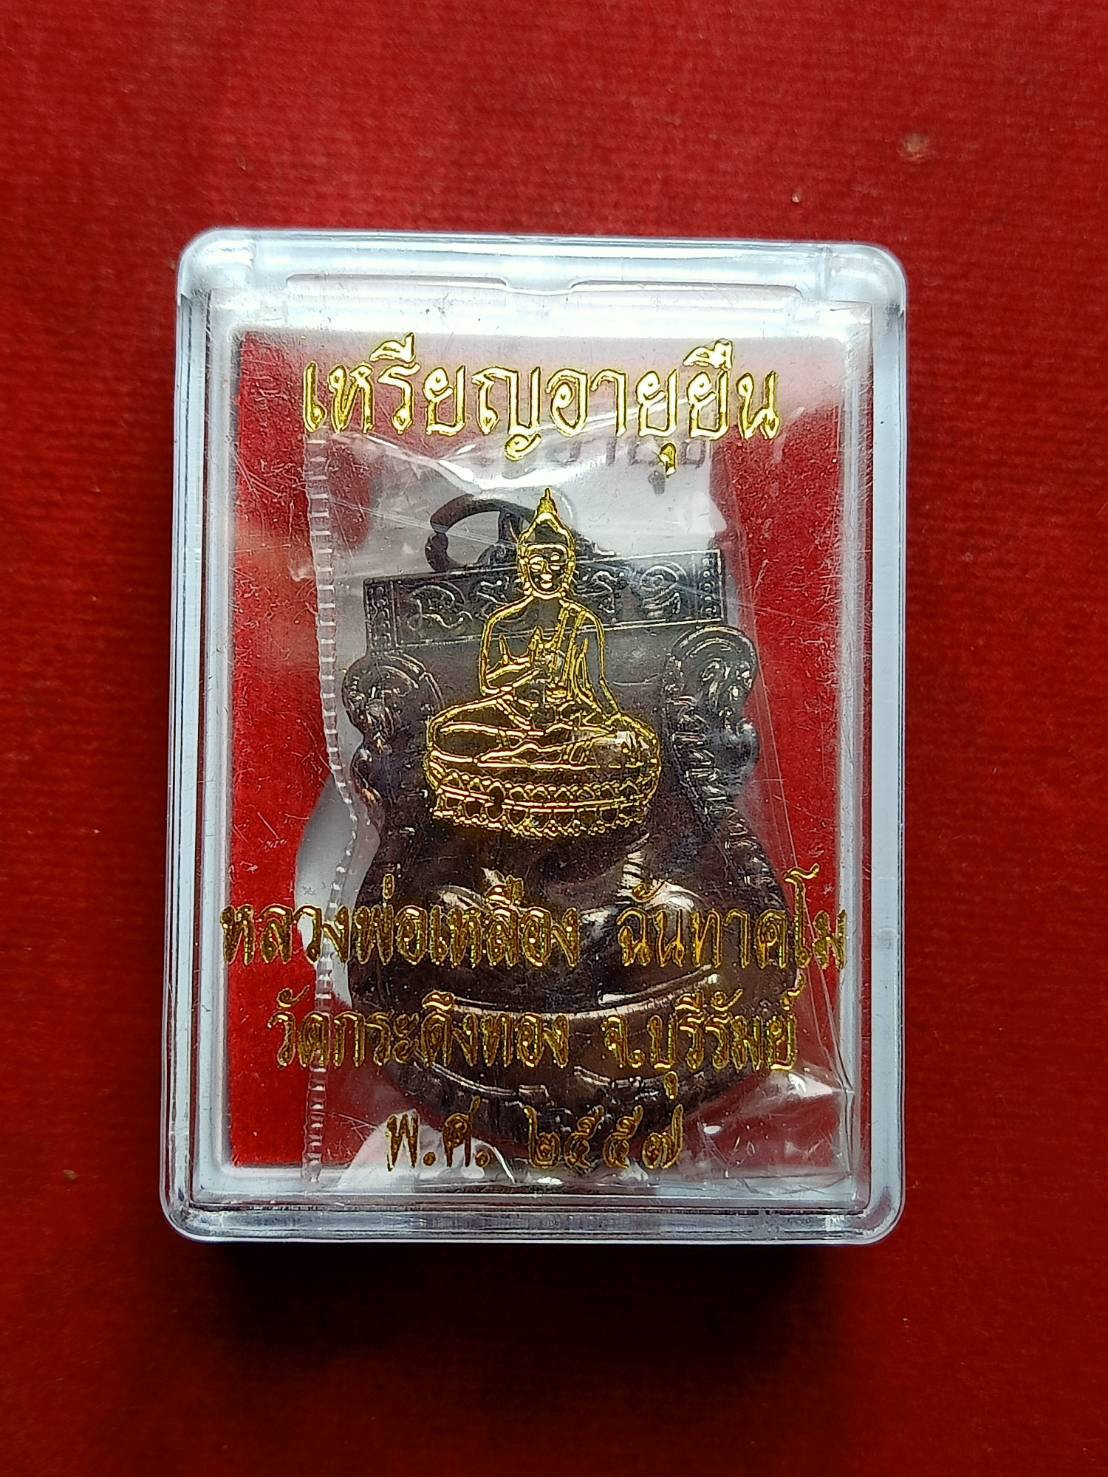 เหรียญอายุยืน
หลวงพ่อเหลือง ฉันทาคโม
วัดกระดึงทอง จ.บุรีรัมย์
พ.ศ. ๒๕๕๗